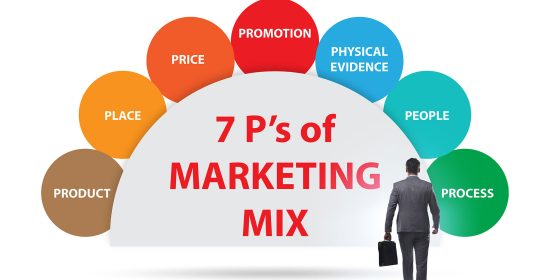 PROMOTION
PRICE
PHYSICAL
EVIDENCE
PLACE
PEOPLE
PRODUCT
PROCESS
7 P’s of
MARKETING
MIX